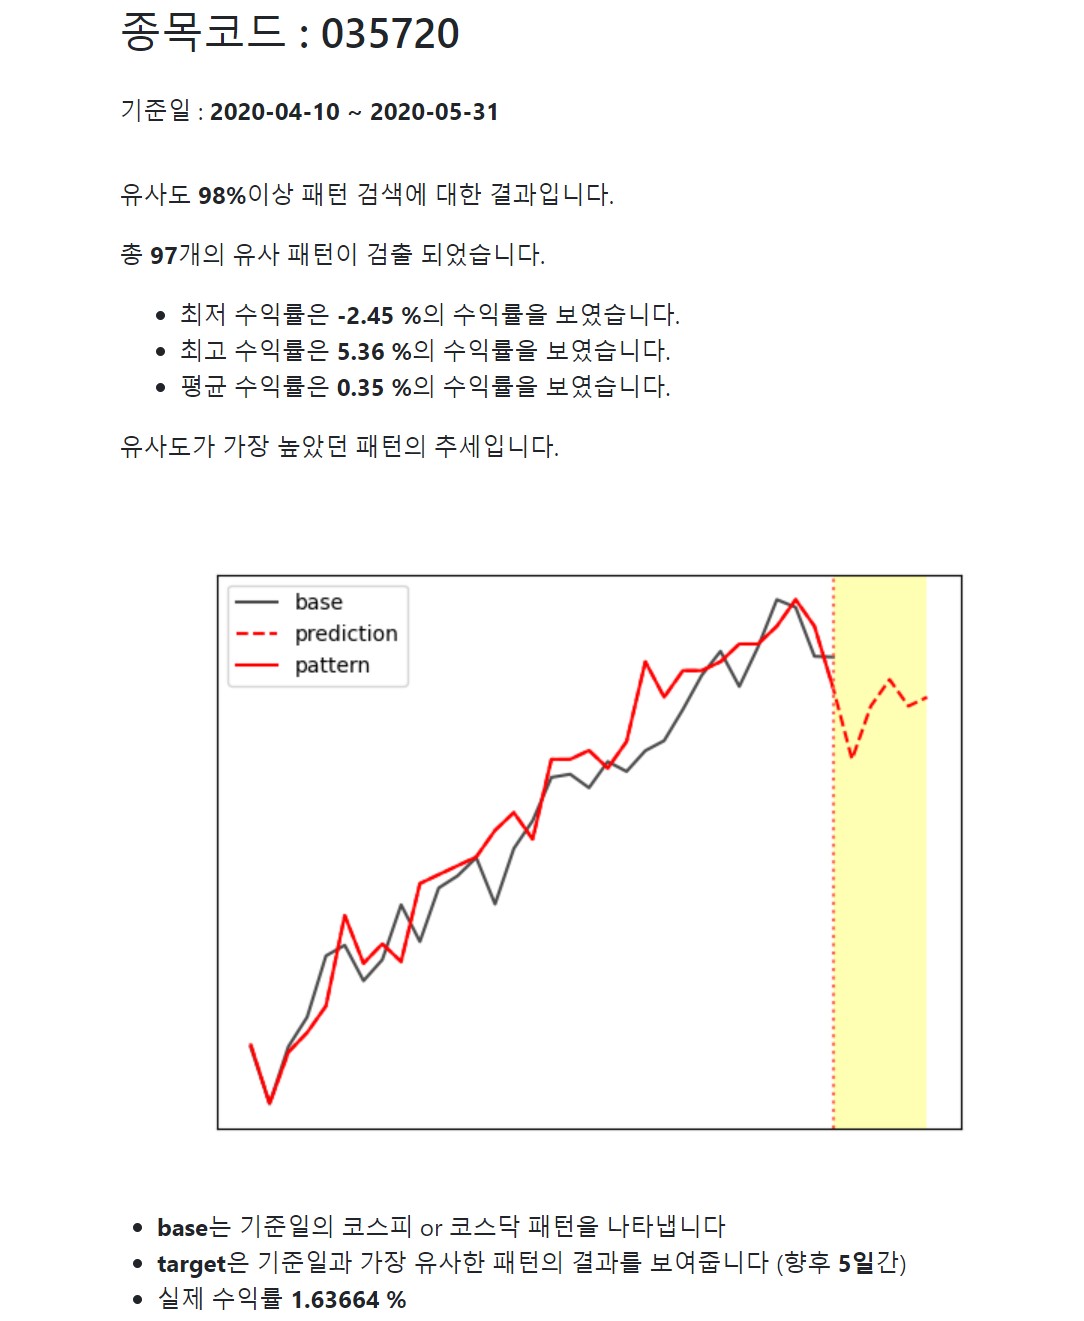 종목코드 : 035720
기준일 : 2020-04-10 ~ 2020-05-31
유사도 98%이상 패턴 검색에 대한 결과입니다.
총 97개의 유사 패턴이 검출 되었습니다.
최저 수익률은 -2.45 %의 수익률을 보였습니다.
최고 수익률은 5.36 %의 수익률을 보였습니다.
평균 수익률은 0.35 %의 수익률을 보였습니다.
유사도가 가장 높았던 패턴의 추세입니다.
base
prediction
pattern
base는 기준일의 코스피 or 코스닥 패턴을 나타냅니다
target은 기준일과 가장 유사한 패턴의 결과를 보여줍니다 (향후 5일간)
실제 수익률 1.63664 %